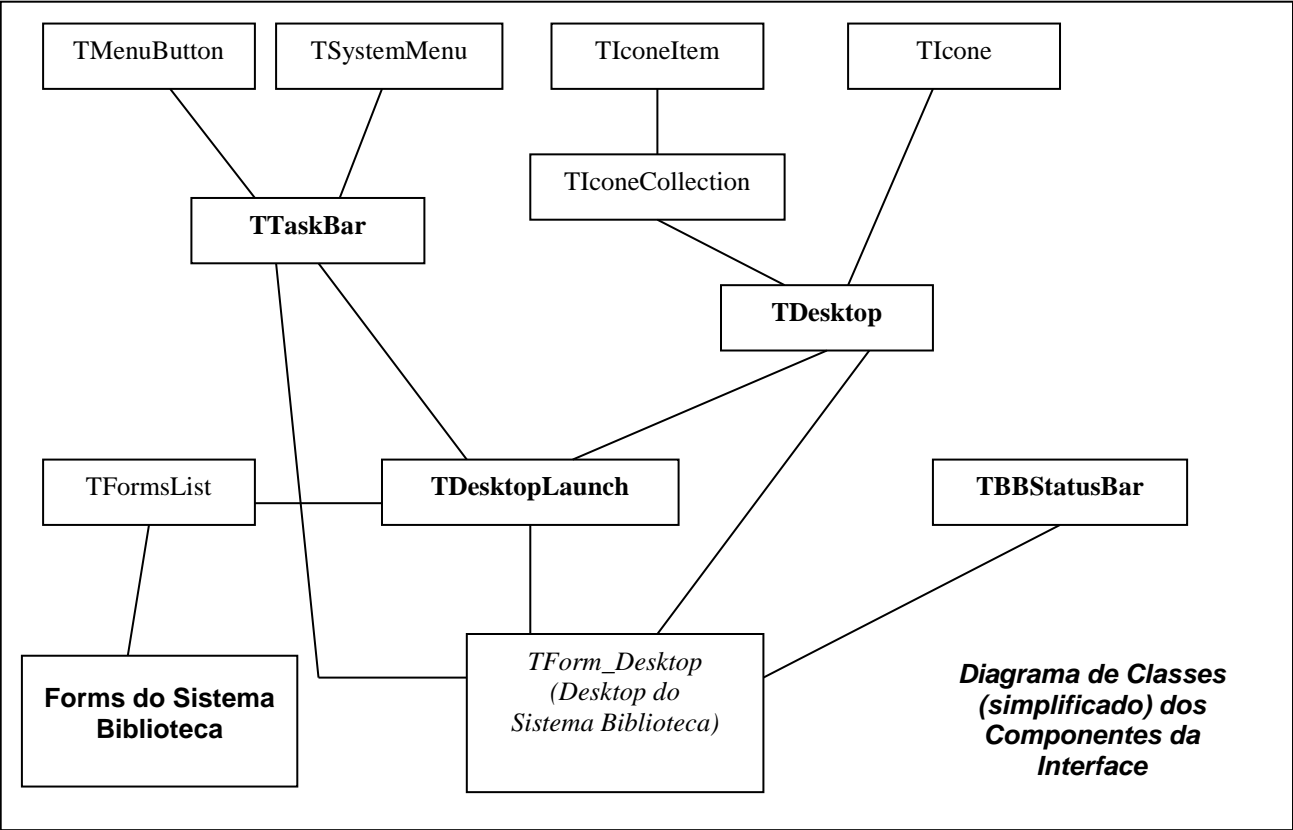 TMenuButton
TSystemMenu
TIconeItem
TIcone
TIconeCollection
TTaskBar
TDesktop
TFormsList
TDesktopLaunch
TBBStatusBar
TForm_Desktop
(Desktop do
Sistema Biblioteca)
Forms do Sistema
Biblioteca
Diagrama de Classes
(simplificado) dos
Componentes da
Interface